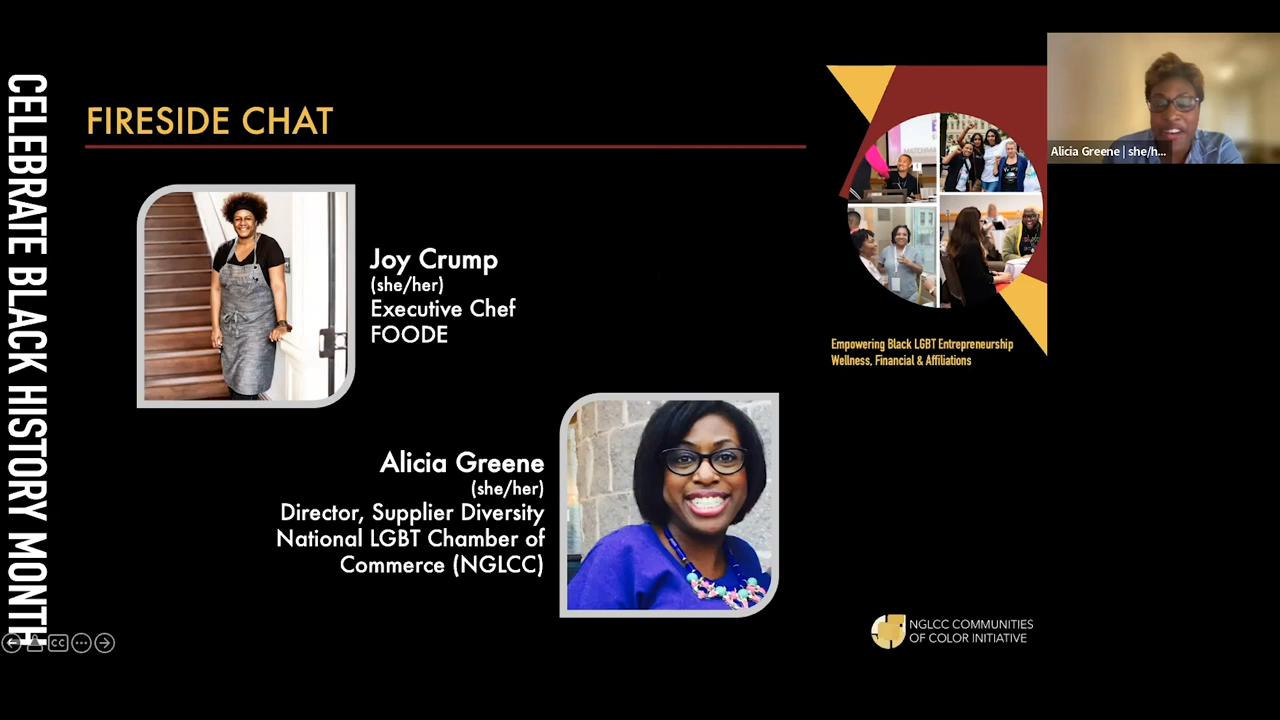 CELEBRATE BLACK HISTORY MONTH
FIRESIDE CHAT
Joy Crump
(she/her)
Executive Chef
FOODE
Alicia Greene
(she/her)
Director, Supplier Diversity
National LGBT Chamber of
Commerce (NGLCC)
MATCHMA
Empowering Black LGBT Entrepreneurship
Wellness, Financial & Affiliations
NGLCC COMMUNITIES
OF COLOR INITIATIVE
Alicia Greene | she/h...
CC